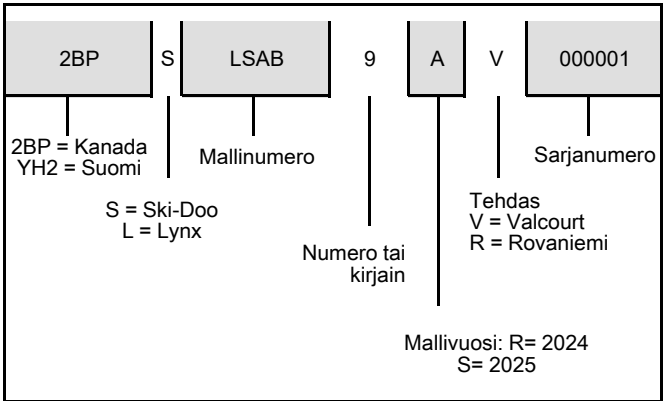 2BP S LSAB 9 A V 000001
2BP = Kanada
YH2 = Suomi
Mallinumero
Sarjanumero
S = Ski-Doo
L = Lynx
Tehdas
V = Valcourt
R = Rovaniemi
Numero tai
kirjain
Mallivuosi: R= 2024
S= 2025